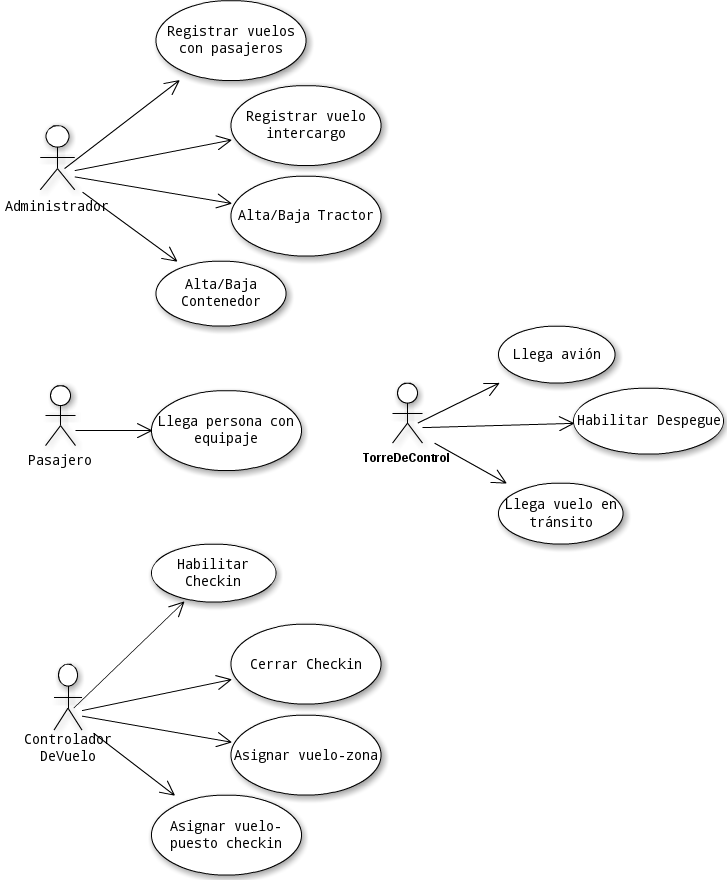 Registrar vuelos
con pasajeros
Registrar vuelo
intercargo
Administrador
Alta/Baja Tractor
Alta/Baja
Contenedor
Llega avión
Llega persona con
equipaje
Pasajero
Habilitar Despegue
TorreDeControl
Llega vuelo en
tránsito
Habilitar
Checkin
Cerrar Checkin
Controlador
DeVuelo
Asignar vuelo-zona
Asignar vuelo-
puesto checkin